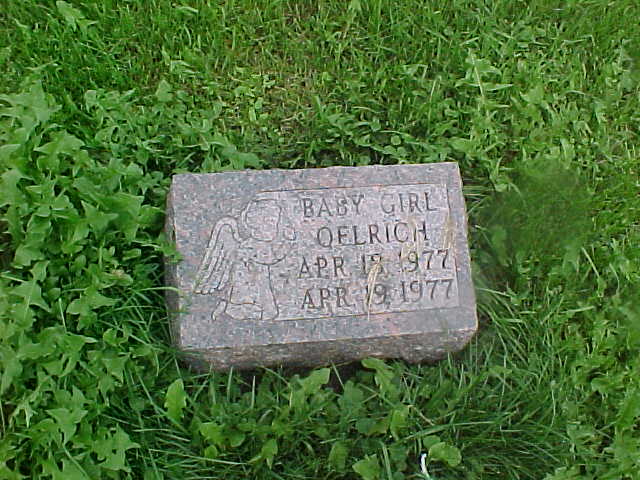 BABY GIRL
OELRICH
APR. 18, 1977
APR. 19, 1977